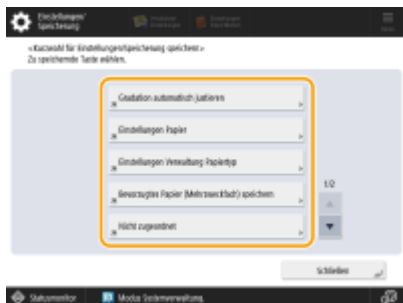 Einstellungen/
Speicherung
<Kurzwahl für Einstellungen/Speicherung speichern>
Zu speichernde Taste wählen.
Gradation automatisch justieren
Einstellungen Papier
Einstellungen Verwaltung Papiertyp
Bevorzugtes Papier (Mehrzweckfach) speichern
Nicht zugeordnet
1/2
Schließen
Statusmonitor
Modus Systemverwaltung.